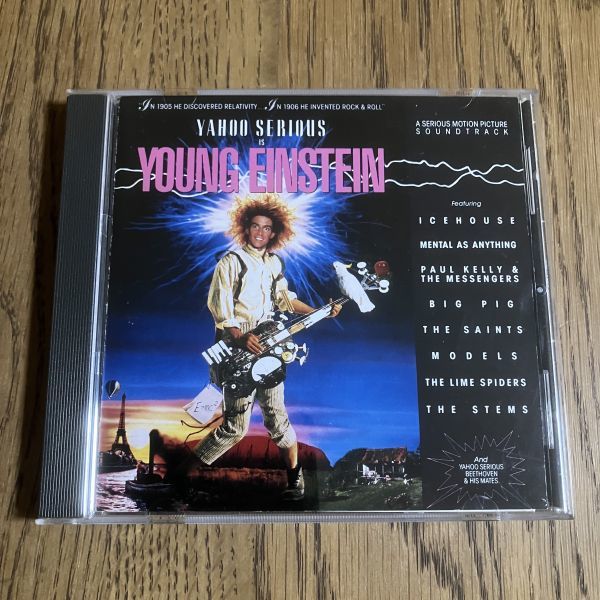 "IN 1905 HE DISCOVERED RELATIVITY... IN 1906 HE INVENTED ROCK & ROLL"
YAHOO SERIOUS
IS
YOUNG EINSTEIN
A SERIOUS MOTION PICTURE
SOUNDTRACK
Featuring
ICEHOUSE
MENTAL AS ANYTHING
PAUL KELLY &
THE MESSENGERS
BIG PIG
THE SAINTS
MODELS
THE LIME SPIDERS
THE STEMS
And
YAHOO SERIOUS
BEETHOVEN
& HIS MATES
E=MC²